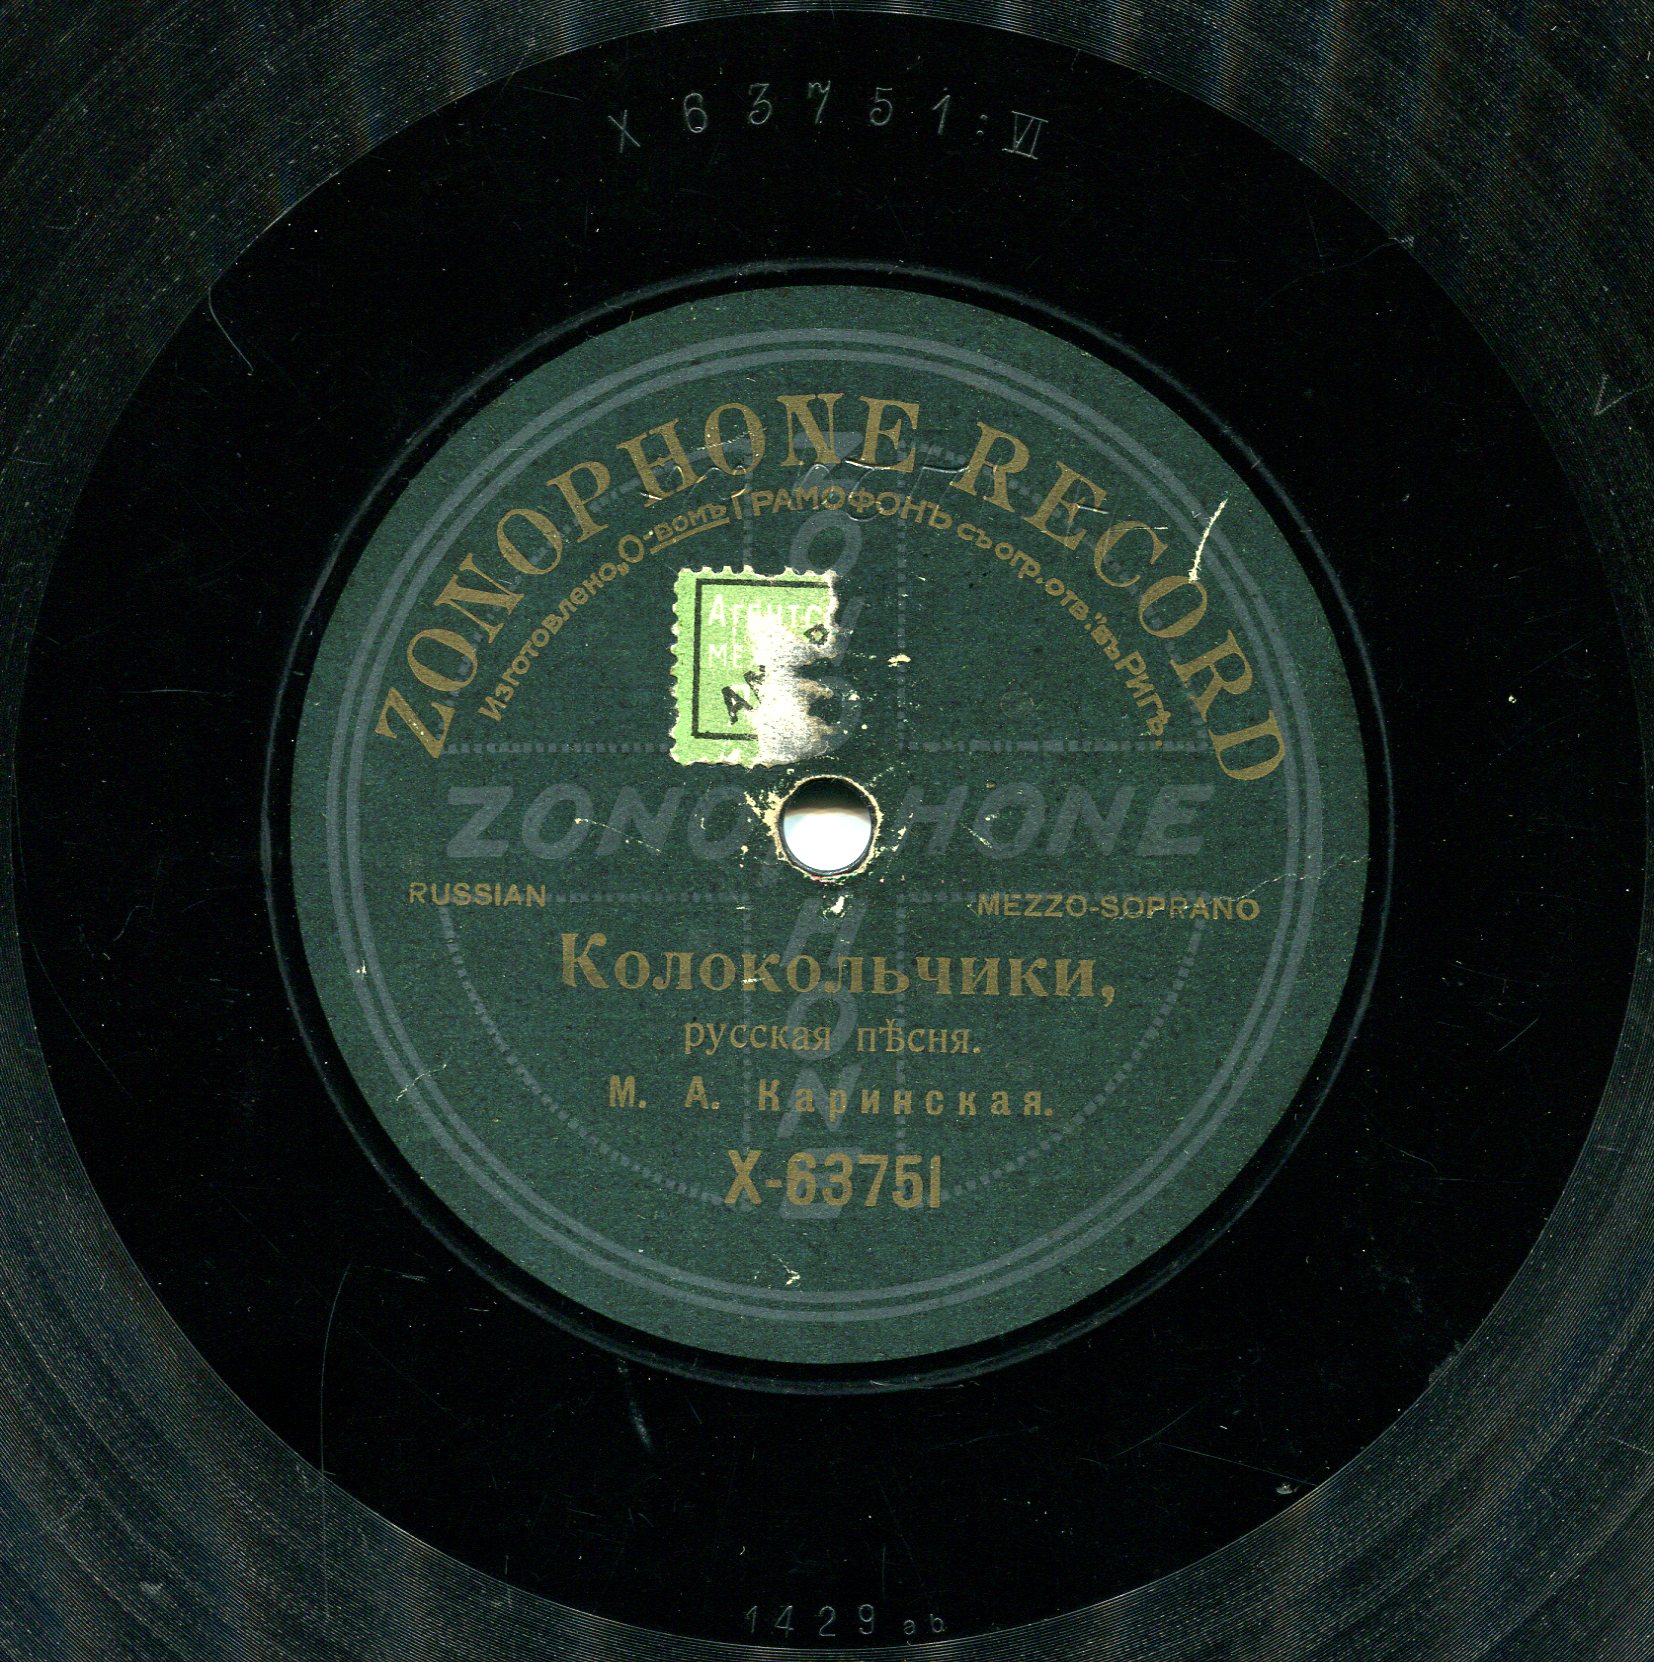 X 63751:VI
ZONOPHONE RECORD
Изготовлено „О-вомъ ГРАМОФОНЪ съ огр. отв." въ Ригѣ.
ZONOPHONE
ZONOPHONE
RUSSIAN
MEZZO-SOPRANO
Колокольчики,
русская пѣсня.
М. А. Каринская.
X-63751
1429 ab